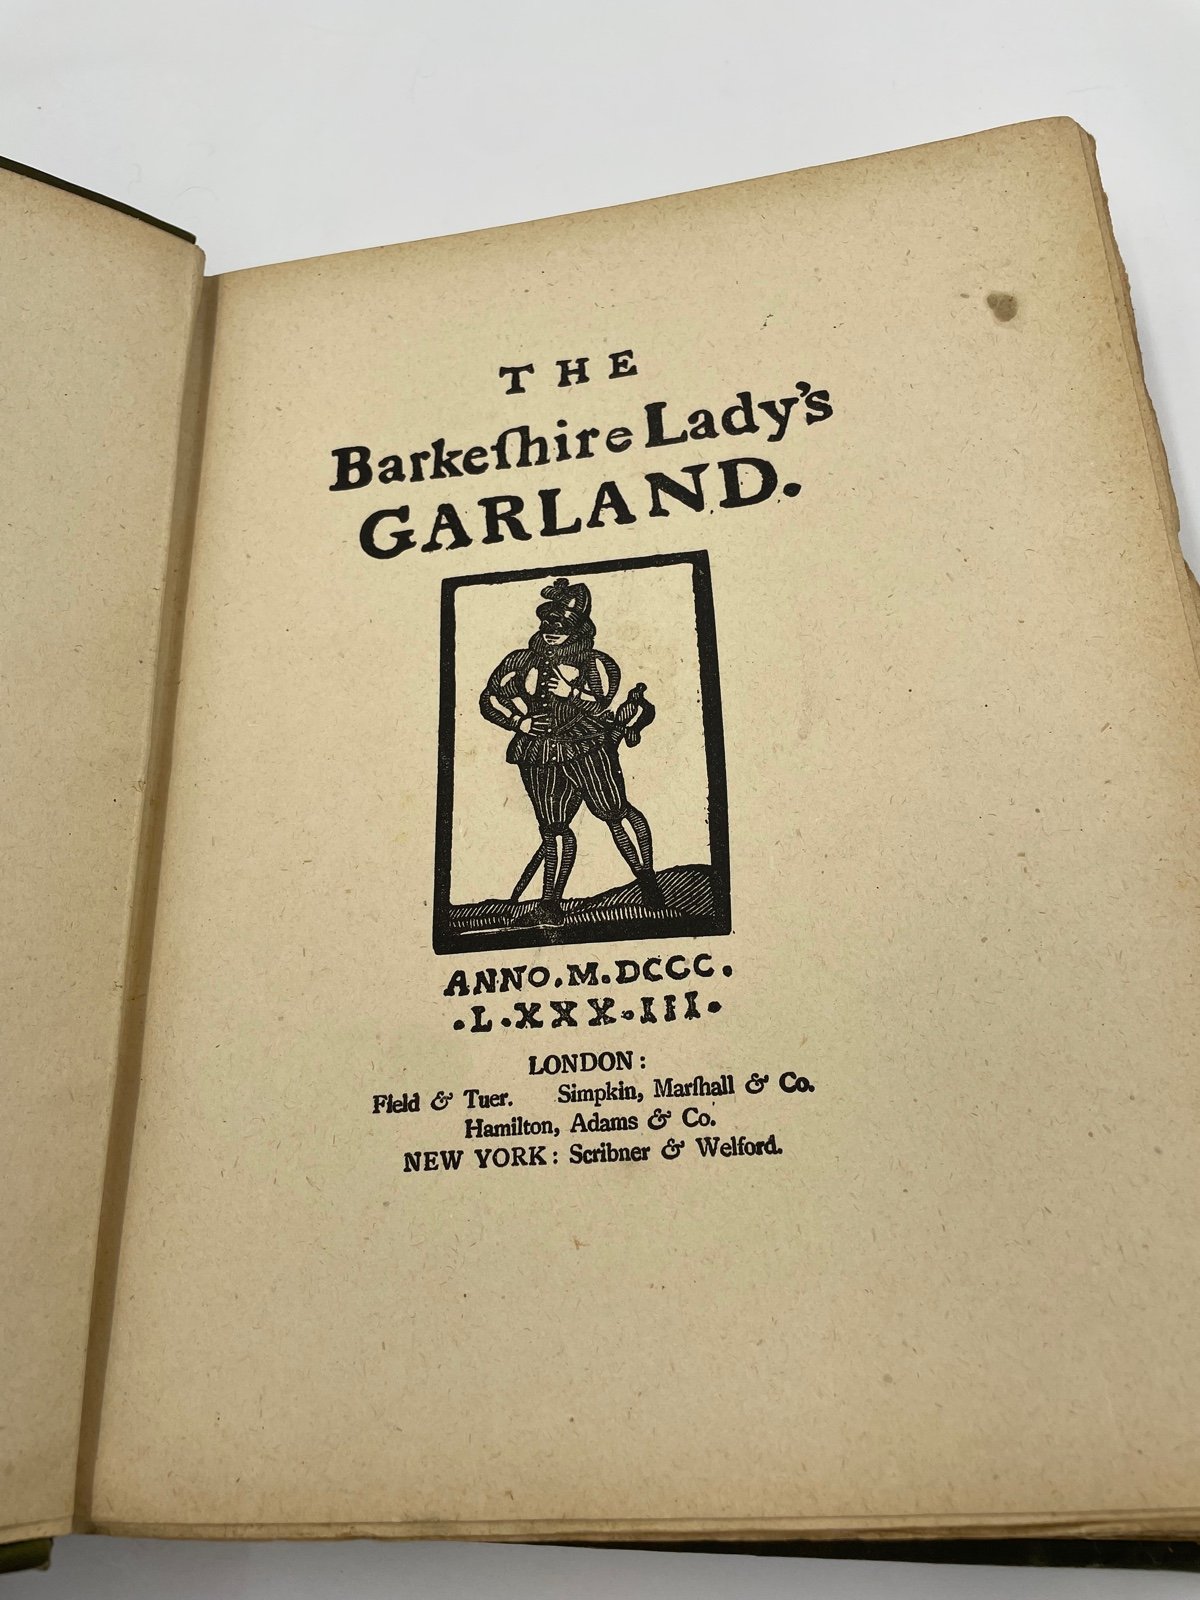 THE
Barkeſhire Lady's
GARLAND.
ANNO.M.DCCC.
.L.XXX.III.
LONDON:
Field & Tuer. Simpkin, Marſhall & Co.
Hamilton, Adams & Co.
NEW YORK: Scribner & Welford.